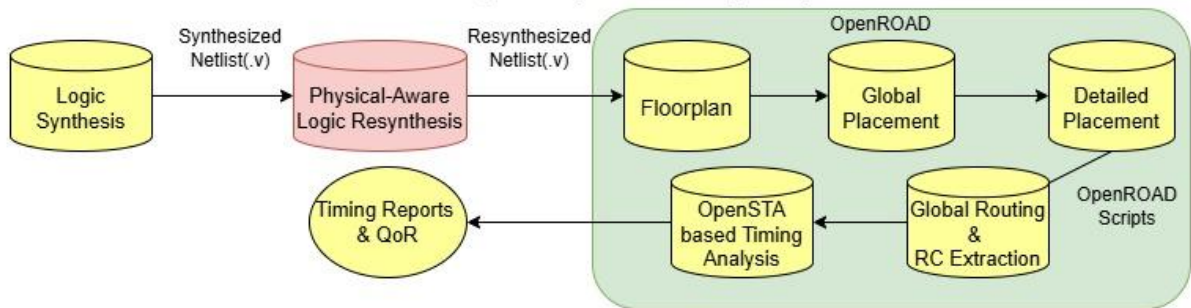 OpenROAD
Synthesized
Netlist(.v)
Resynthesized
Netlist(.v)
Logic
Synthesis
Physical-Aware
Logic Resynthesis
Floorplan
Global
Placement
Detailed
Placement
Timing Reports
& QoR
OpenSTA
based Timing
Analysis
Global Routing
&
RC Extraction
OpenROAD
Scripts